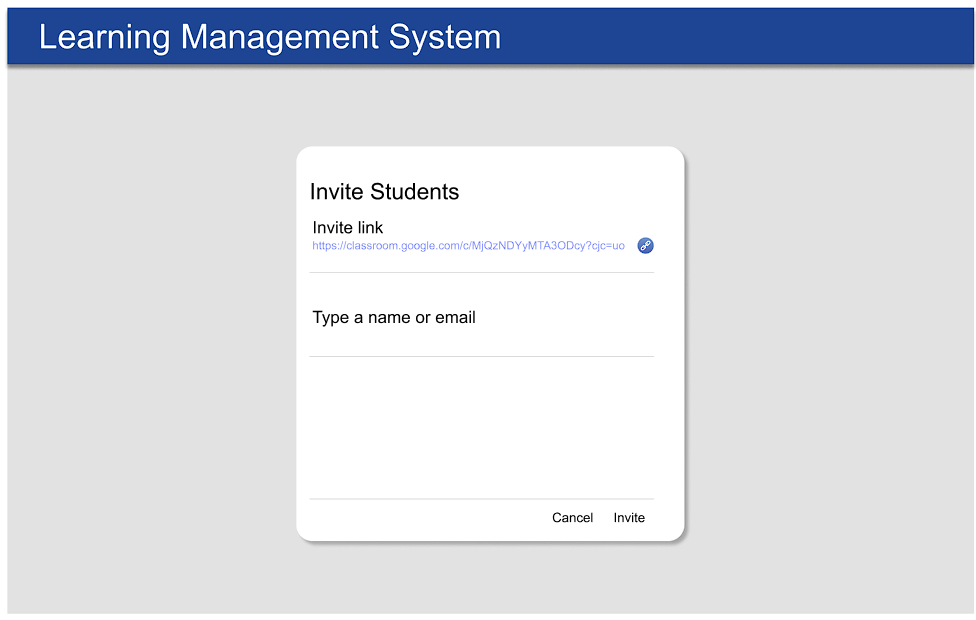 Learning Management System
Invite Students
Invite link
https://classroom.google.com/c/MjQzNDYyMTA3ODcy?cjc=uo
Type a name or email
Cancel Invite